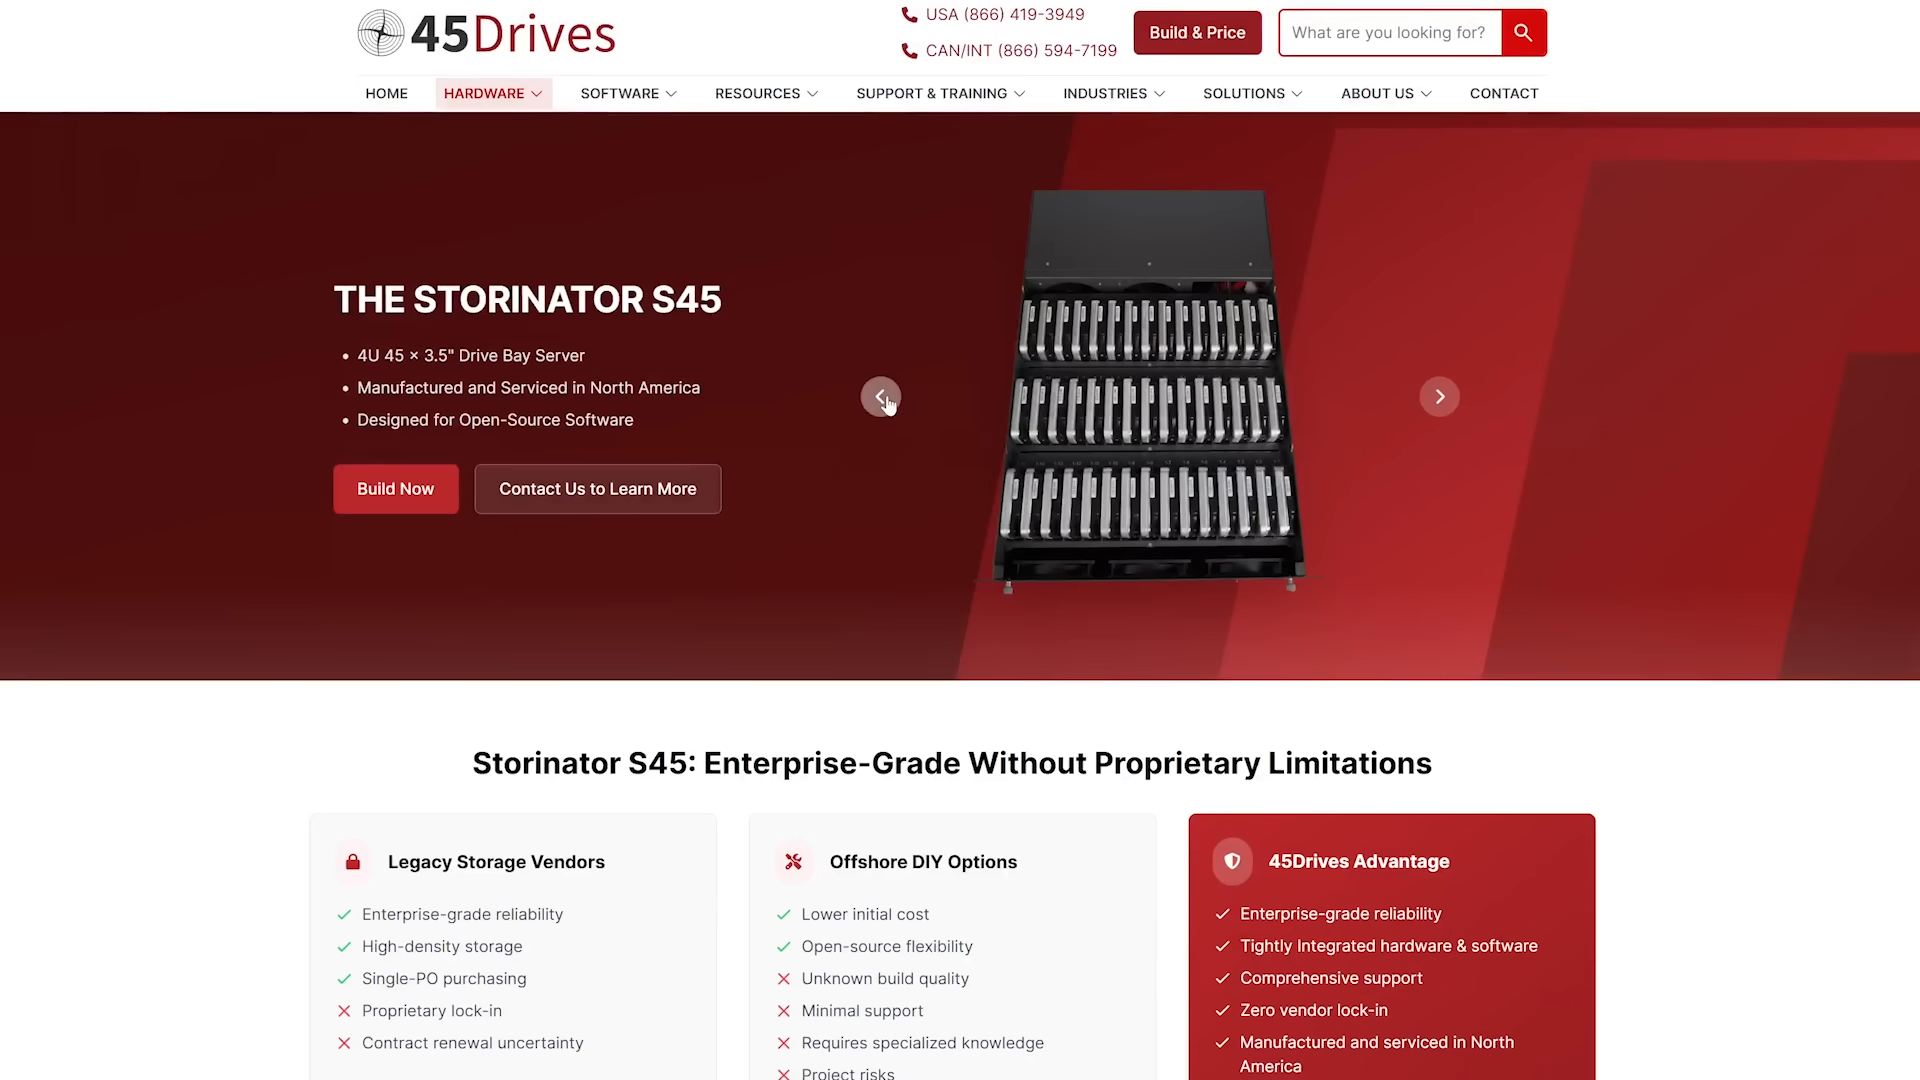 45Drives
USA (866) 419-3949
CAN/INT (866) 594-7199
Build & Price
What are you looking for?
HOME
HARDWARE
SOFTWARE
RESOURCES
SUPPORT & TRAINING
INDUSTRIES
SOLUTIONS
ABOUT US
CONTACT
THE STORINATOR S45
• 4U 45 × 3.5" Drive Bay Server
• Manufactured and Serviced in North America
• Designed for Open-Source Software
Build Now
Contact Us to Learn More
Storinator S45: Enterprise-Grade Without Proprietary Limitations
Legacy Storage Vendors
Enterprise-grade reliability
High-density storage
Single-PO purchasing
Proprietary lock-in
Contract renewal uncertainty
Offshore DIY Options
Lower initial cost
Open-source flexibility
Unknown build quality
Minimal support
Requires specialized knowledge
Project risks
45Drives Advantage
Enterprise-grade reliability
Tightly Integrated hardware & software
Comprehensive support
Zero vendor lock-in
Manufactured and serviced in North
America